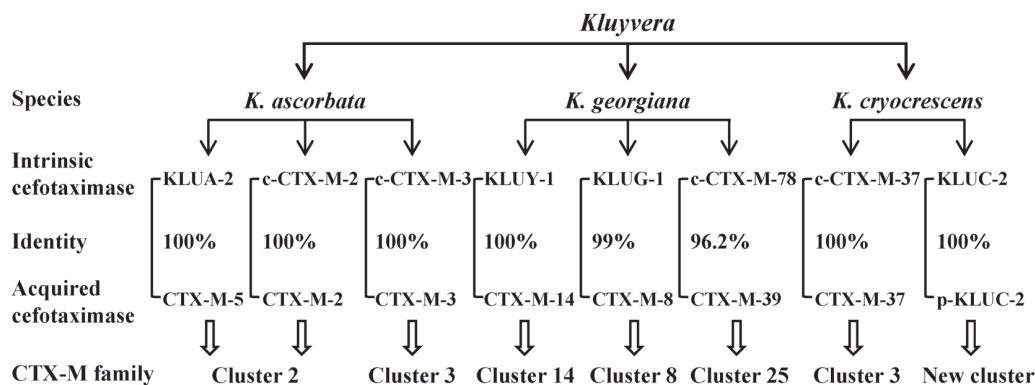 Kluyvera
Species K. ascorbata K. georgiana K. cryocrescens
Intrinsic
cefotaximase KLUA-2 c-CTX-M-2 c-CTX-M-3 KLUY-1 KLUG-1 c-CTX-M-78 c-CTX-M-37 KLUC-2
Identity 100% 100% 100% 100% 99% 96.2% 100% 100%
Acquired
cefotaximase CTX-M-5 CTX-M-2 CTX-M-3 CTX-M-14 CTX-M-8 CTX-M-39 CTX-M-37 p-KLUC-2
CTX-M family Cluster 2 Cluster 3 Cluster 14 Cluster 8 Cluster 25 Cluster 3 New cluster